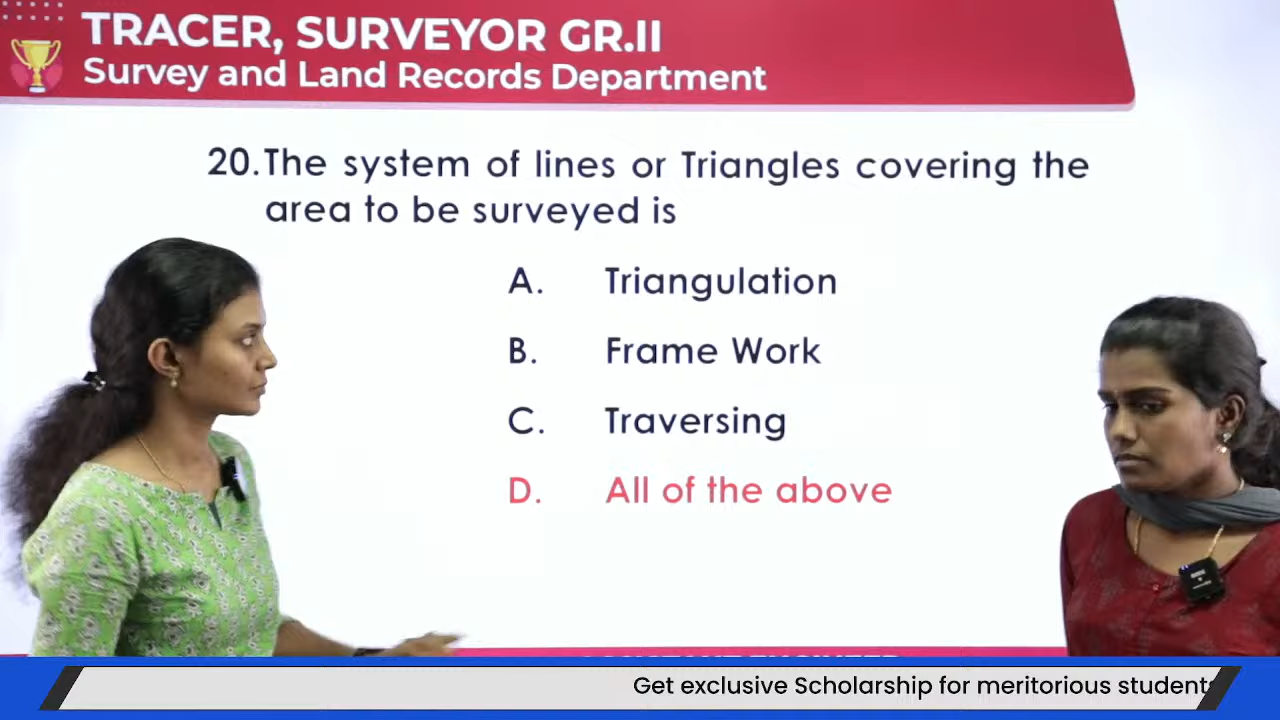 TRACER, SURVEYOR GR.II
Survey and Land Records Department
20. The system of lines or Triangles covering the
area to be surveyed is
A. Triangulation
B. Frame Work
C. Traversing
D. All of the above
Get exclusive Scholarship for meritorious students